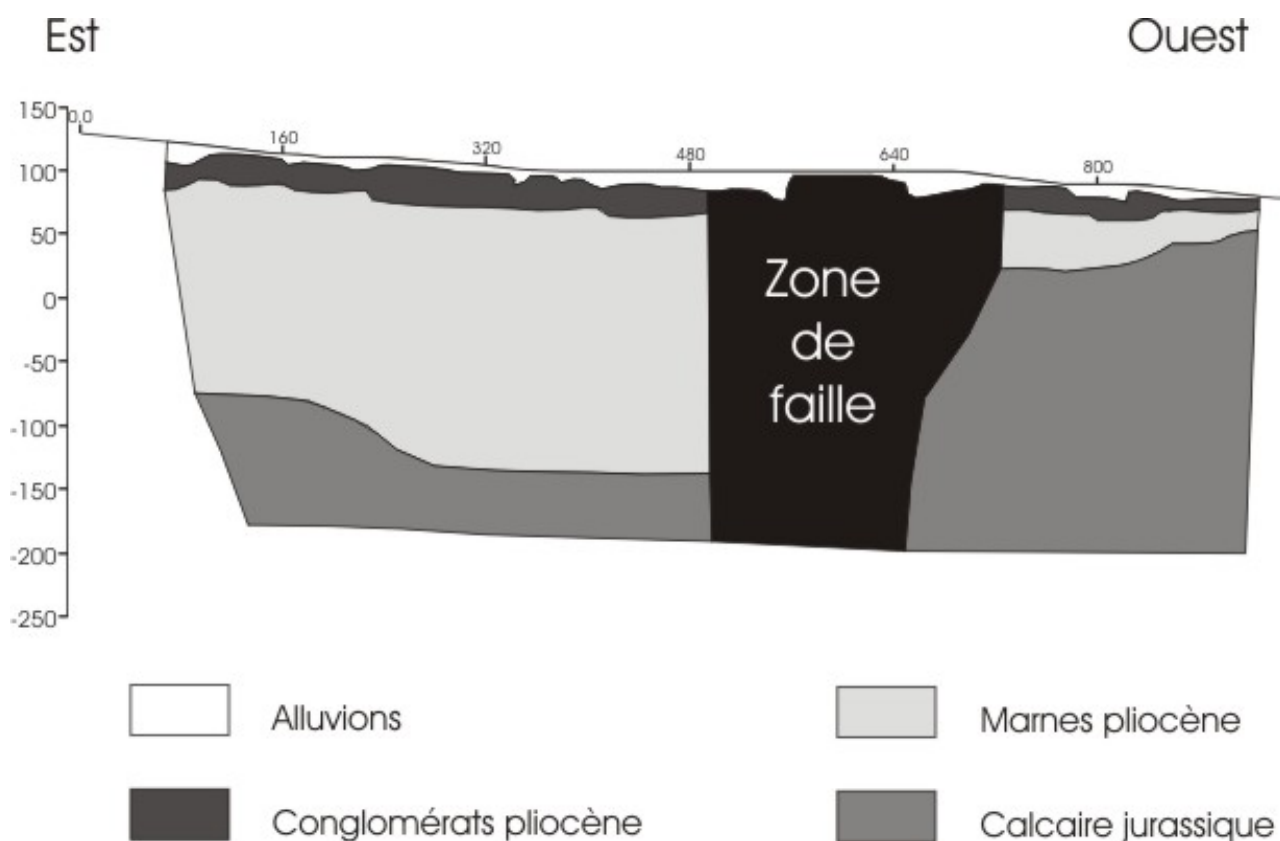 Est
Ouest
150
0,0
160
320
480
640
800
100
50
0
-50
-100
-150
-200
-250
Zone
de
faille
Alluvions
Marnes pliocène
Conglomérats pliocène
Calcaire jurassique